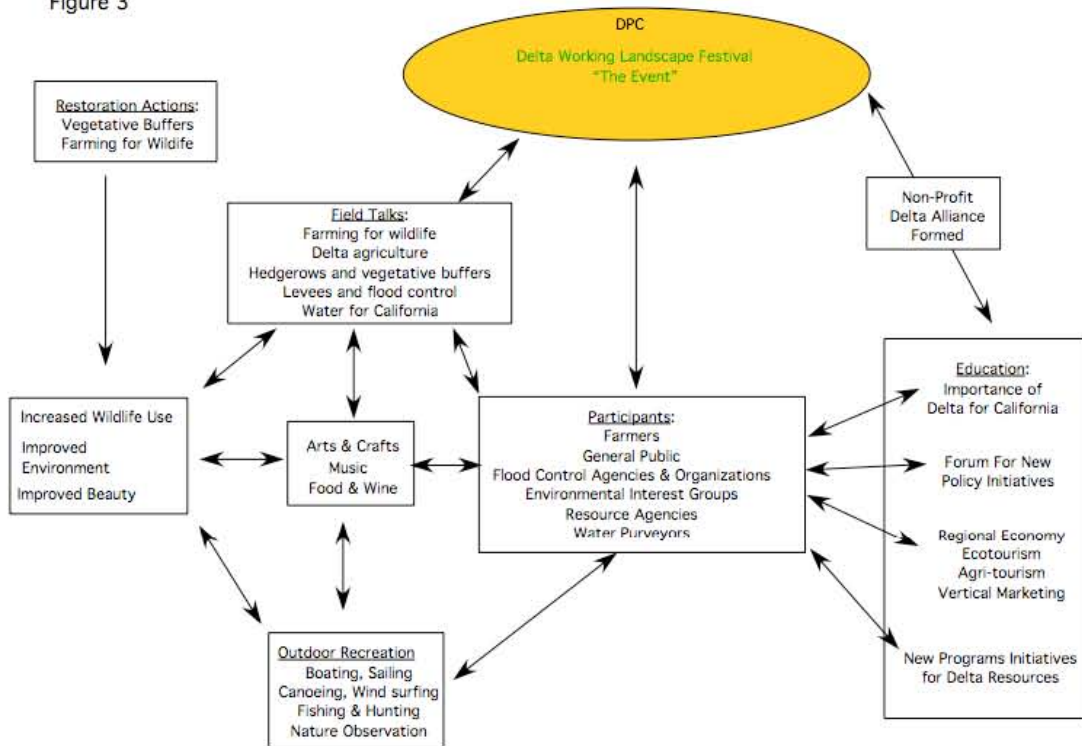 Figure 3
DPC
Delta Working Landscape Festival
"The Event"
Restoration Actions:
Vegetative Buffers
Farming for Wildife
Non-Profit
Delta Alliance
Formed
Field Talks:
Farming for wildlife
Delta agriculture
Hedgerows and vegetative buffers
Levees and flood control
Water for California
Increased Wildlife Use
Improved
Environment
Improved Beauty
Arts & Crafts
Music
Food & Wine
Participants:
Farmers
General Public
Flood Control Agencies & Organizations
Environmental Interest Groups
Resource Agencies
Water Purveyors
Education:
Importance of
Delta for California
Forum For New
Policy Initiatives
Regional Economy
Ecotourism
Agri-tourism
Vertical Marketing
New Programs Initiatives
for Delta Resources
Outdoor Recreation
Boating, Sailing
Canoeing, Wind surfing
Fishing & Hunting
Nature Observation